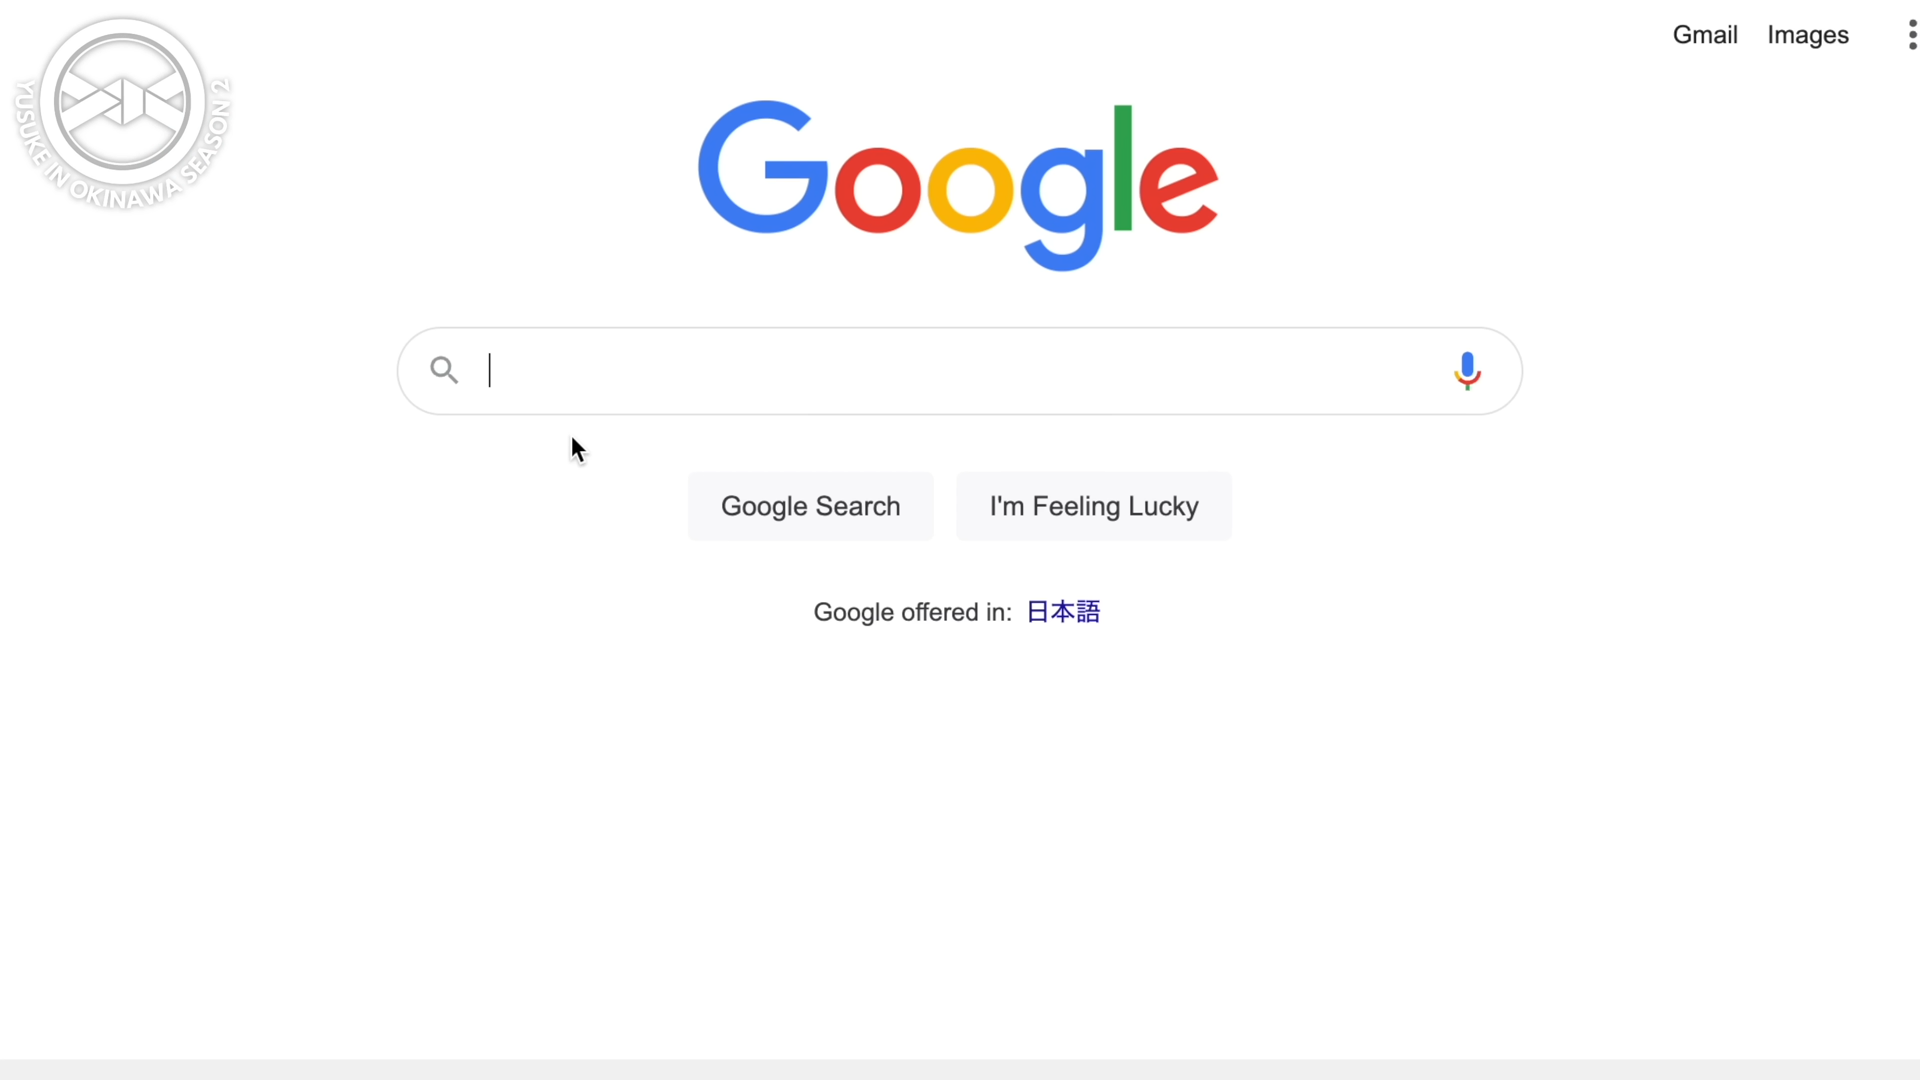 Gmail Images
YUSUKE IN OKINAWA SEASON 2
Google
Google Search I'm Feeling Lucky
Google offered in: 日本語